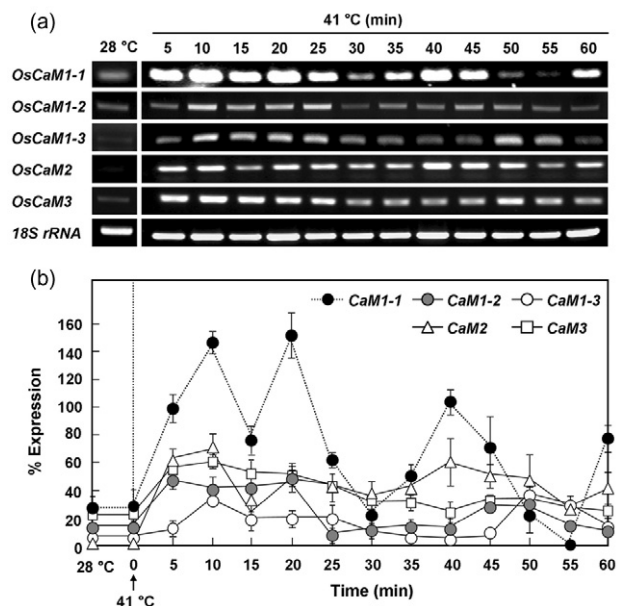 (a)
41 °C (min)
28 °C
5 10 15 20 25 30 35 40 45 50 55 60
OsCaM1-1
OsCaM1-2
OsCaM1-3
OsCaM2
OsCaM3
18S rRNA
(b)
CaM1-1 CaM1-2 CaM1-3
CaM2 CaM3
160
140
120
100
80
60
40
20
0
% Expression
28 °C 0 5 10 15 20 25 30 35 40 45 50 55 60
41 °C
Time (min)